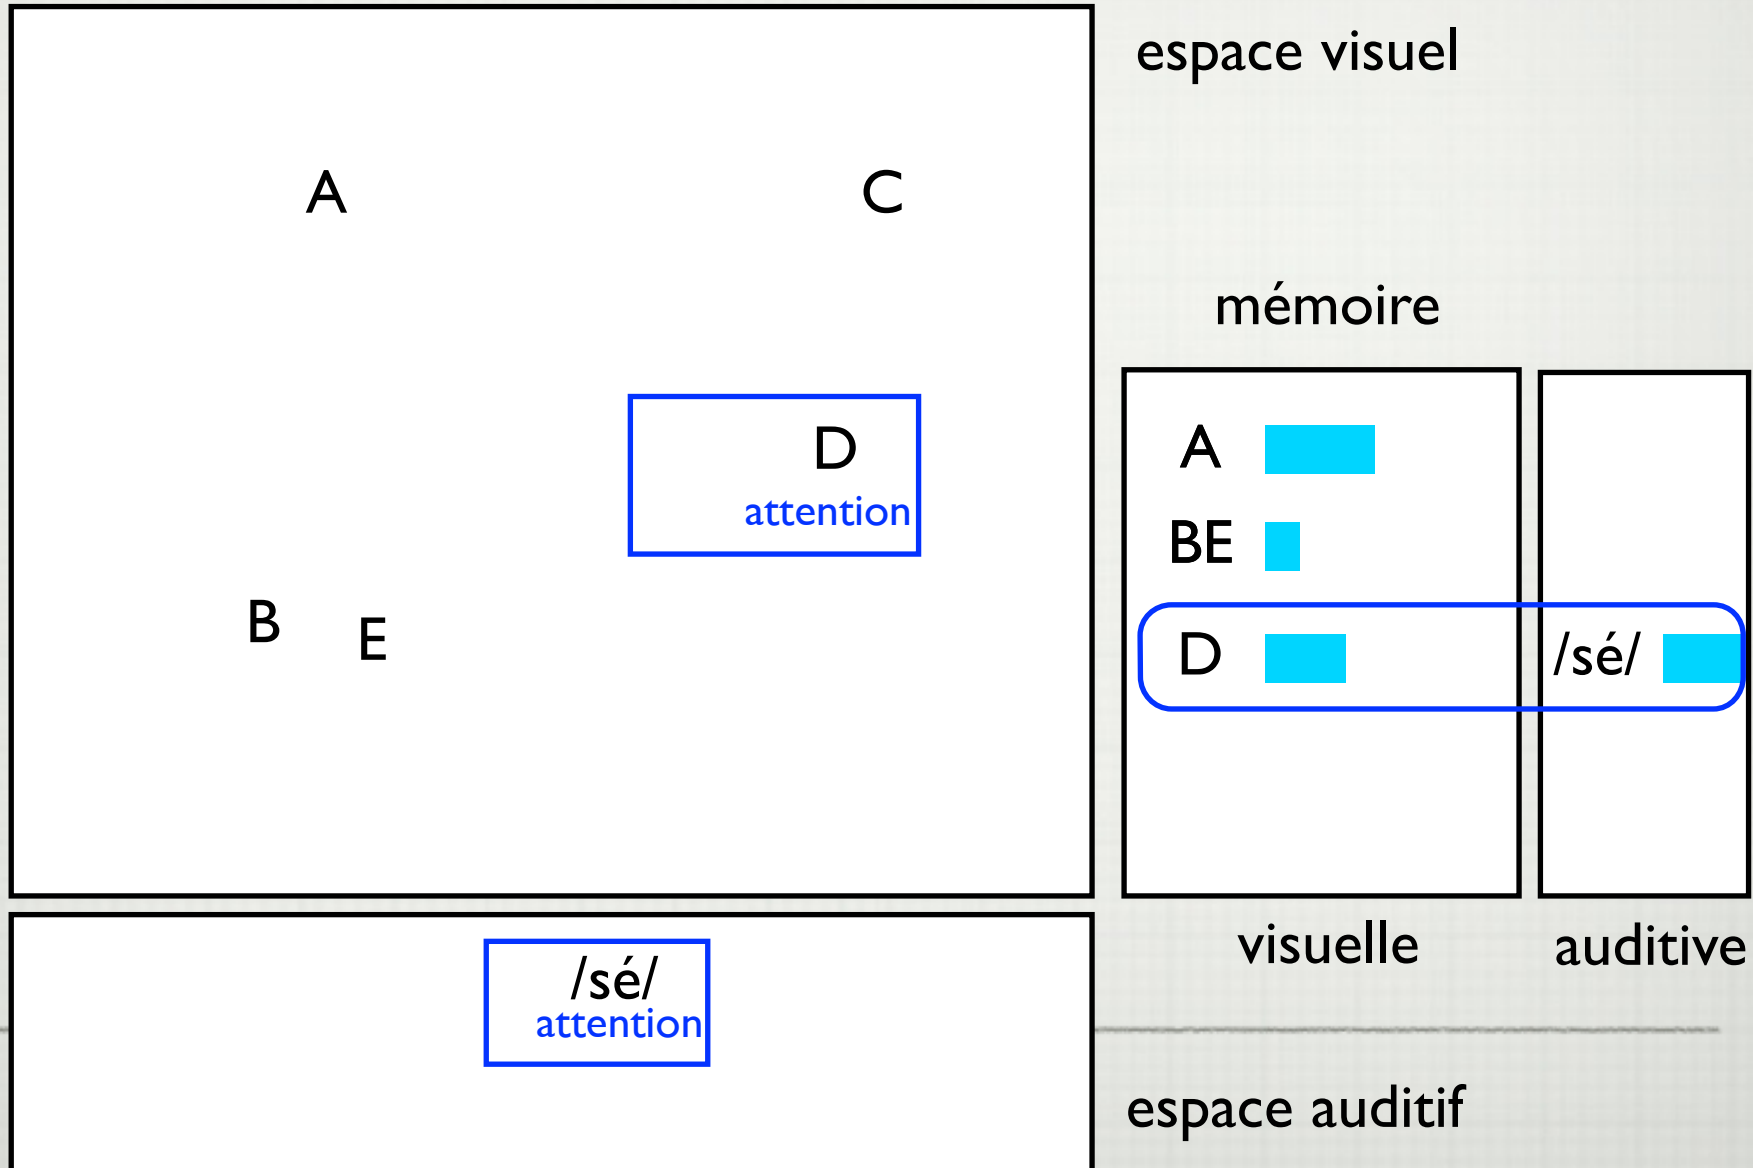 espace visuel
A
C
D
attention
B
E
mémoire
A
BE
D
/sé/
visuelle
auditive
/sé/
attention
espace auditif